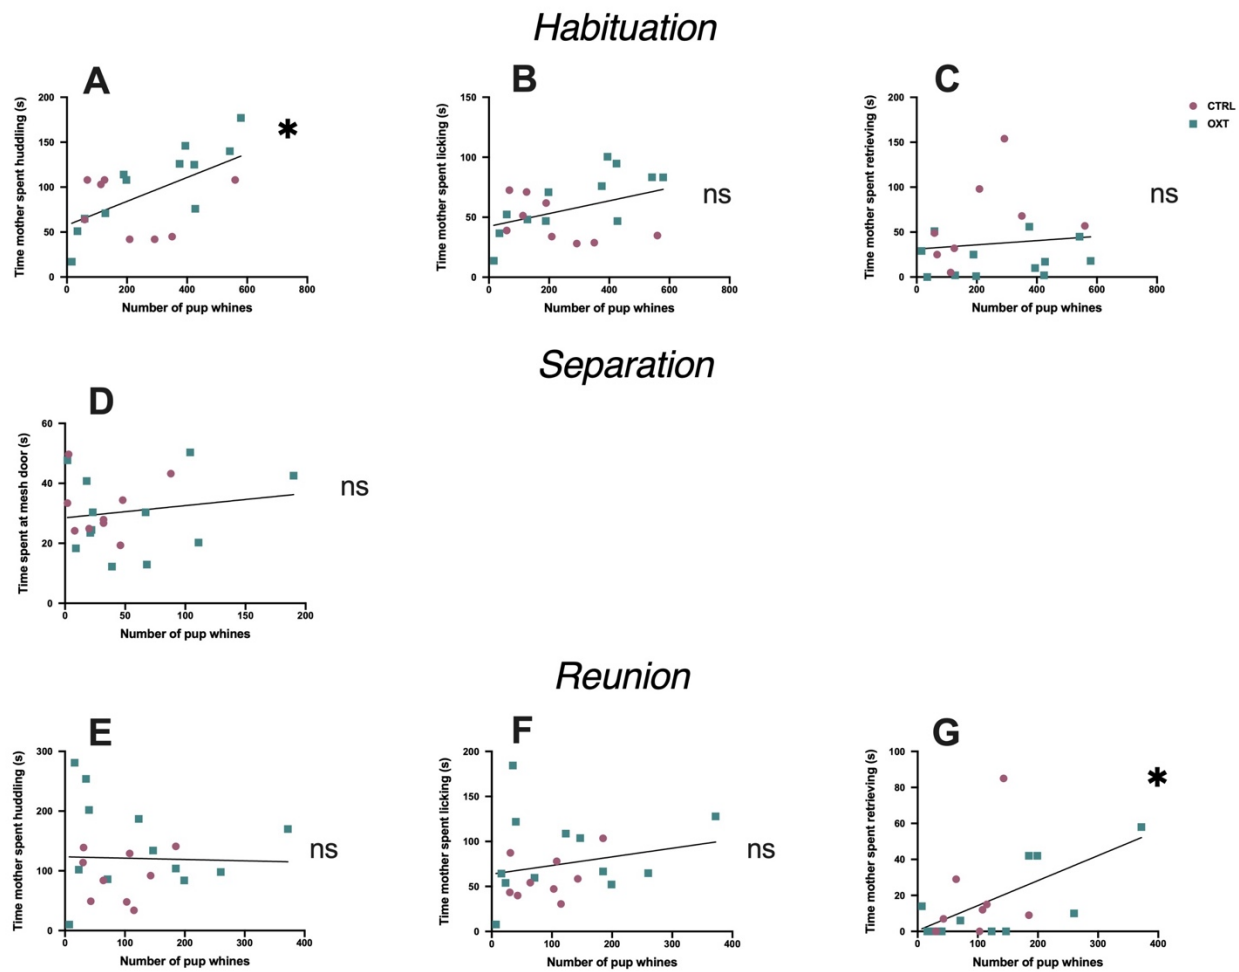 Habituation
A
B
C
Time mother spent huddling (s)
200
150
100
50
0
0 200 400 600 800
Number of pup whines
*
Time mother spent licking (s)
150
100
50
0
0 200 400 600 800
Number of pup whines
ns
Time mother spent retrieving (s)
200
150
100
50
0
0 200 400 600 800
Number of pup whines
ns
CTRL
OXT
Separation
D
Time spent at mesh door (s)
60
40
20
0
0 50 100 150 200
Number of pup whines
ns
Reunion
E
F
G
Time mother spent huddling (s)
300
200
100
0
0 100 200 300 400
Number of pup whines
ns
Time mother spent licking (s)
200
150
100
50
0
0 100 200 300 400
Number of pup whines
ns
Time mother spent retrieving (s)
100
80
60
40
20
0
0 100 200 300 400
Number of pup whines
*